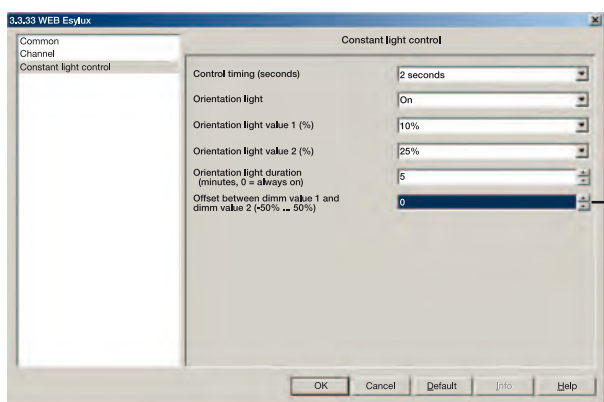 3.3.33 WEB Esylux
Common
Channel
Constant light control
Constant light control
Control timing (seconds)
2 seconds
Orientation light
On
Orientation light value 1 (%)
10%
Orientation light value 2 (%)
25%
Orientation light duration
(minutes, 0 = always on)
5
Offset between dimm value 1 and
dimm value 2 (-50% ... 50%)
0
OK
Cancel
Default
Info
Help